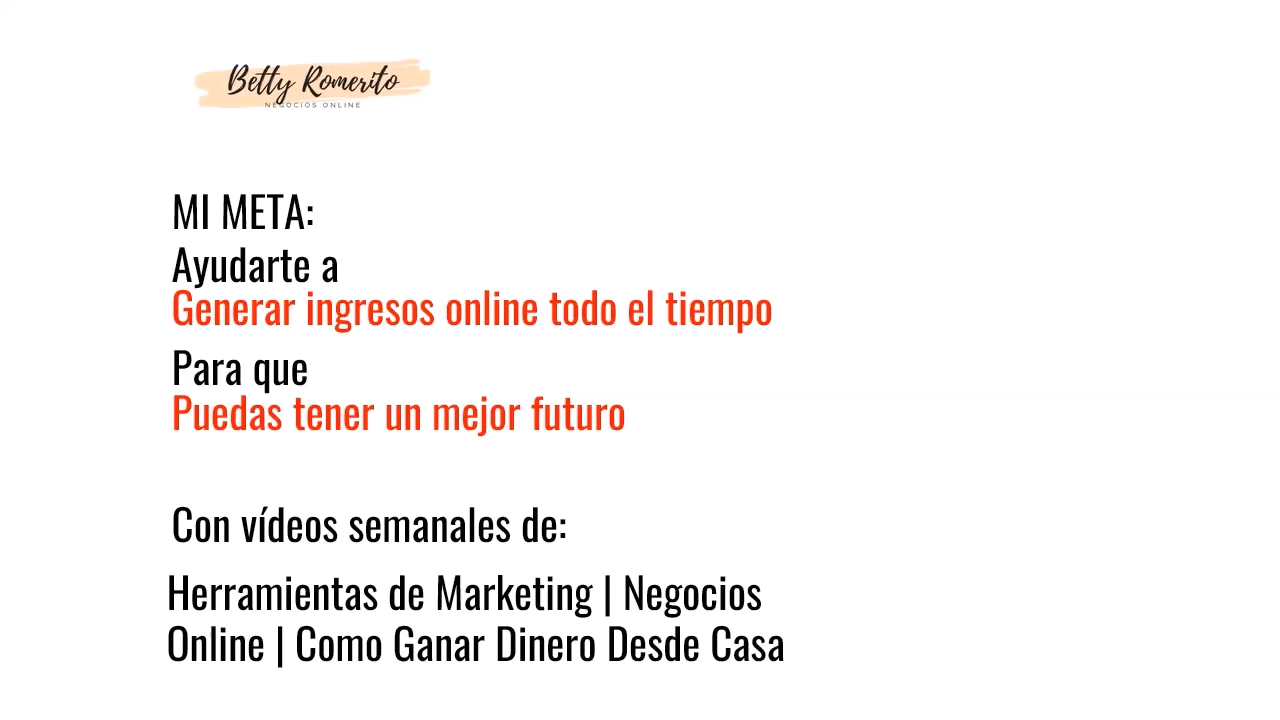 Betty Romerito
NEGOCIOS ONLINE
MI META:
Ayudarte a
Generar ingresos online todo el tiempo
Para que
Puedas tener un mejor futuro
Con vídeos semanales de:
Herramientas de Marketing | Negocios
Online | Como Ganar Dinero Desde Casa